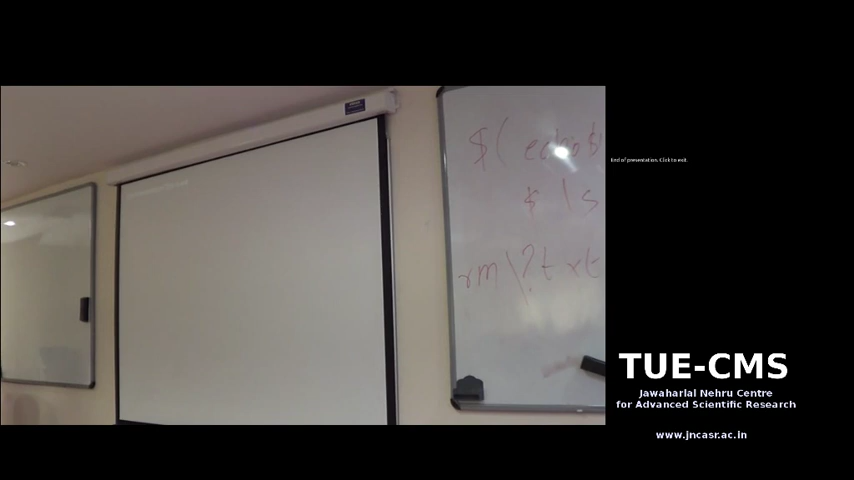 $( echo $
$ ls
rm \?txt
End of presentation. Click to exit.
TUE-CMS
Jawaharlal Nehru Centre
for Advanced Scientific Research
www.jncasr.ac.in